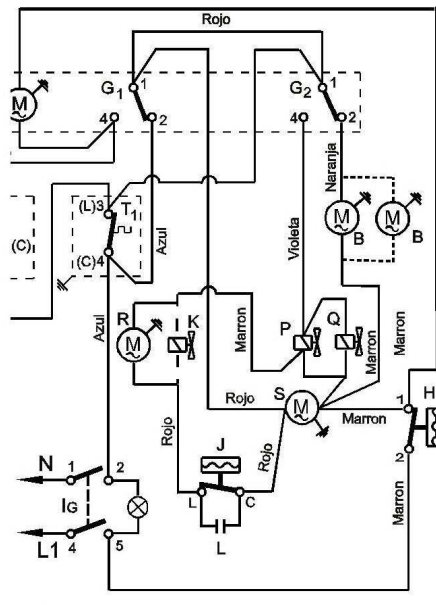 Rojo
M
G1 1 G2 1
4 2 4 2
Naranja
(L)3 T1
M M
(C) Azul Violeta B B
(C)4
Azul
R K Marron P Q Marron Marron
M
S
Rojo M 1 H
Marron
Rojo J Rojo 2
N 1 2 L C Marron
IG
L
L1 4 5